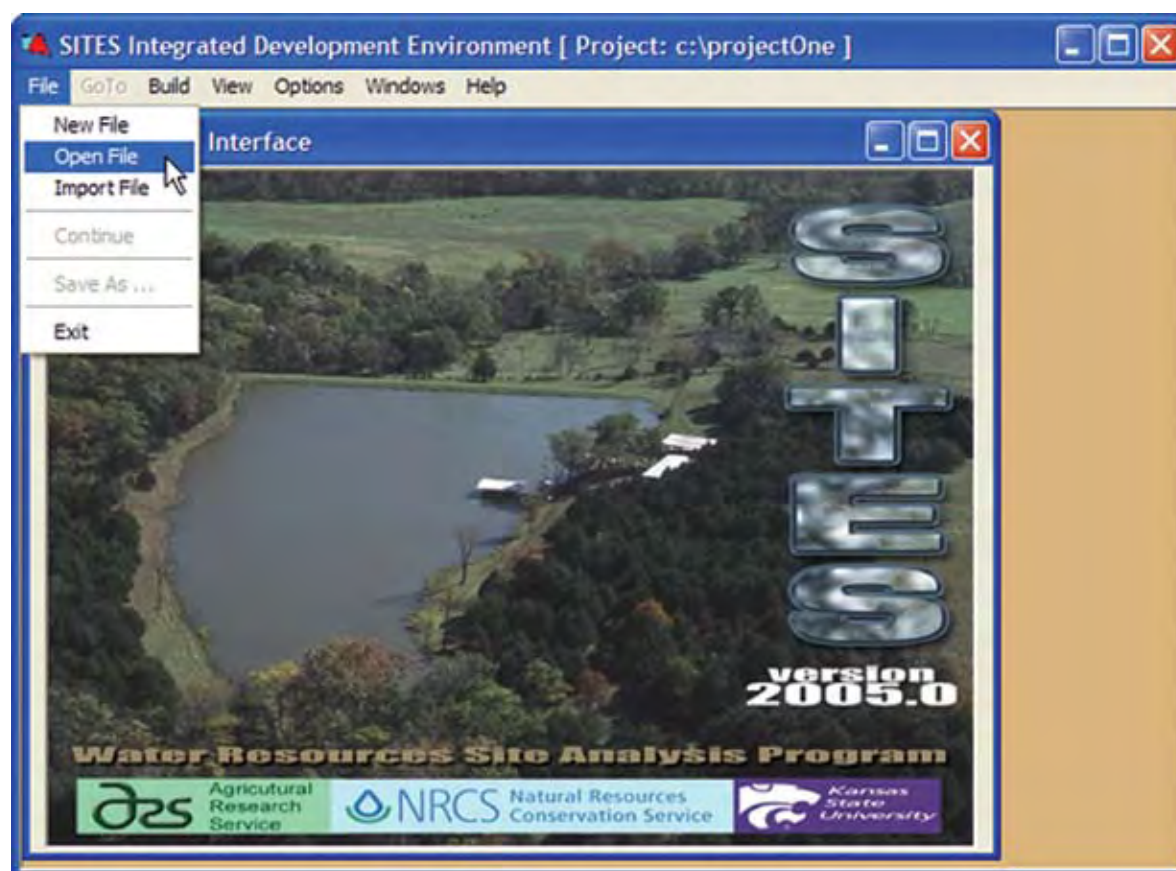 SITES Integrated Development Environment [ Project: c:\projectOne ]
File GoTo Build View Options Windows Help
New File
Open File
Import File
Continue
Save As ...
Exit
Interface
SITES
version
2005.0
Water Resources Site Analysis Program
ars
Agricutural
Research
Service
NRCS
Natural Resources
Conservation Service
Kansas
State
University